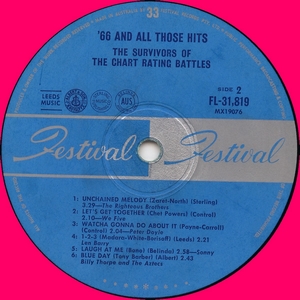 33
'66 AND ALL THOSE HITS
THE SURVIVORS OF
THE CHART RATING BATTLES
LEEDS
MUSIC
AUS
SIDE 2
FL-31,819
MX19076
Festival Festival Festival
1- UNCHAINED MELODY (Zaret-North) (Sterling)
3.29—The Righteous Brothers
2- LET'S GET TOGETHER (Chet Powers) (Control)
2.10—We Five
3- WATCHA GONNA DO ABOUT IT (Payne-Carroll)
(Control) 2.04—Peter Doyle
4- 1-2-3 (Madora-White-Borisoff) (Leeds) 2.21
Len Barry
5- LAUGH AT ME (Bono) (Belinda) 2.58—Sonny
6- BLUE DAY (Tony Barber) (Albert) 2.43
Billy Thorpe and The Aztecs